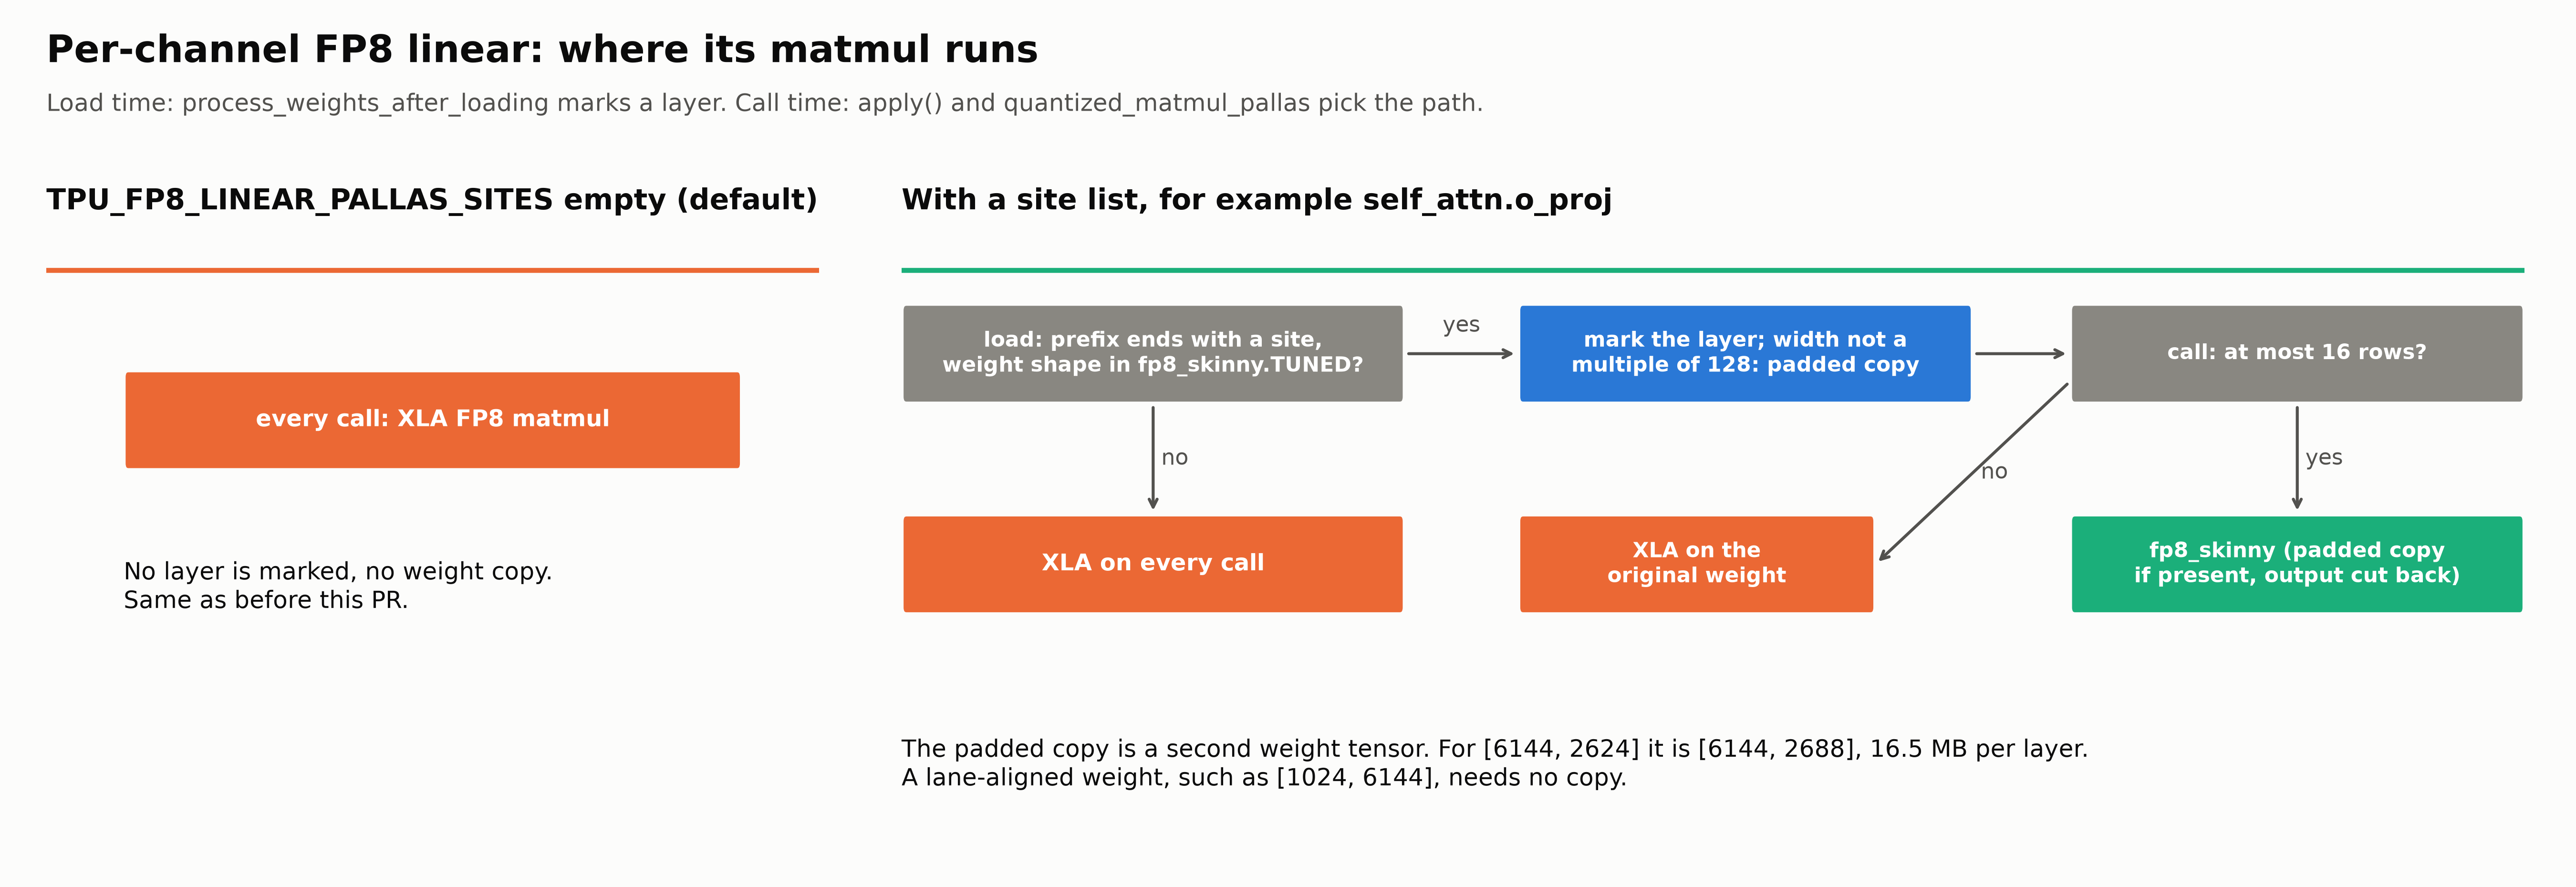 Per-channel FP8 linear: where its matmul runs
Load time: process_weights_after_loading marks a layer. Call time: apply() and quantized_matmul_pallas pick the path.
TPU_FP8_LINEAR_PALLAS_SITES empty (default)
every call: XLA FP8 matmul
No layer is marked, no weight copy.
Same as before this PR.
With a site list, for example self_attn.o_proj
load: prefix ends with a site,
weight shape in fp8_skinny.TUNED?
yes
mark the layer; width not a
multiple of 128: padded copy
call: at most 16 rows?
no
no
yes
XLA on every call
XLA on the
original weight
fp8_skinny (padded copy
if present, output cut back)
The padded copy is a second weight tensor. For [6144, 2624] it is [6144, 2688], 16.5 MB per layer.
A lane-aligned weight, such as [1024, 6144], needs no copy.